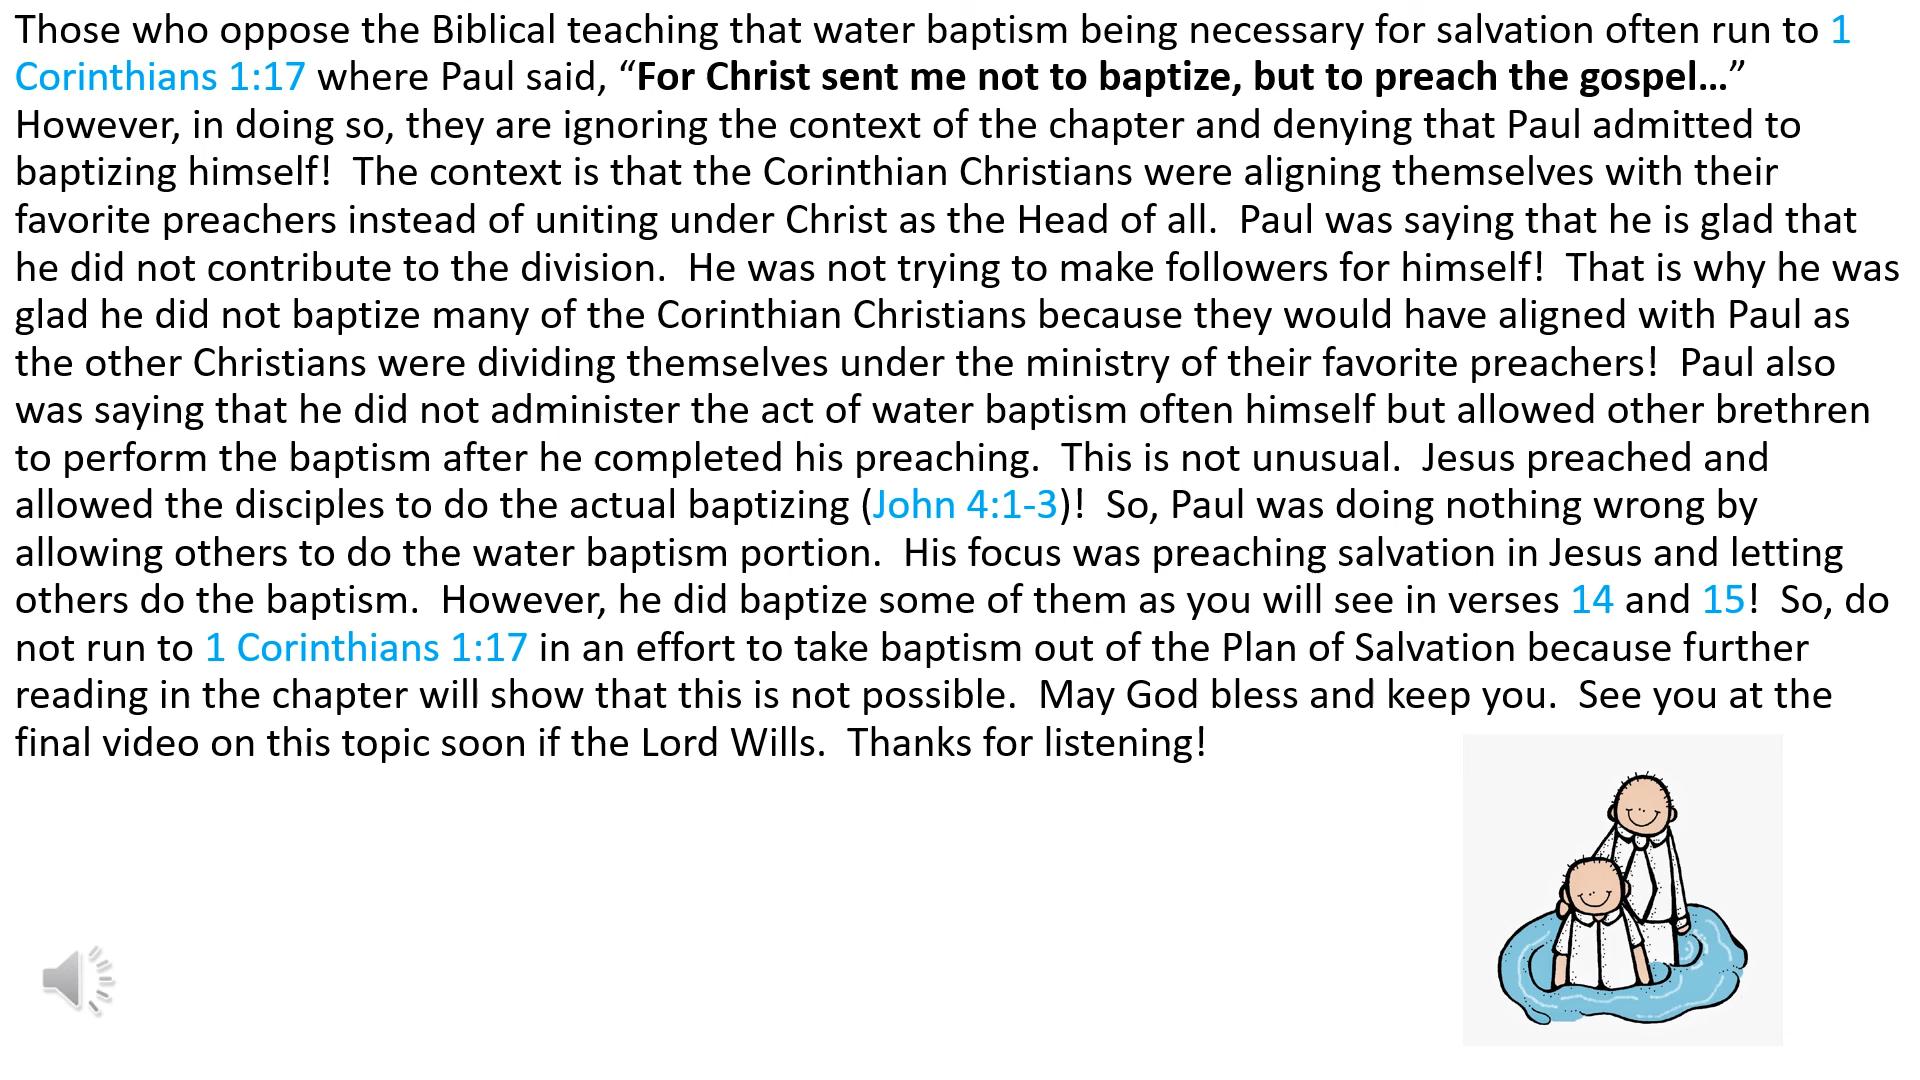 Those who oppose the Biblical teaching that water baptism being necessary for salvation often run to 1
Corinthians 1:17 where Paul said, “For Christ sent me not to baptize, but to preach the gospel…”
However, in doing so, they are ignoring the context of the chapter and denying that Paul admitted to
baptizing himself!  The context is that the Corinthian Christians were aligning themselves with their
favorite preachers instead of uniting under Christ as the Head of all.  Paul was saying that he is glad that
he did not contribute to the division.  He was not trying to make followers for himself!  That is why he was
glad he did not baptize many of the Corinthian Christians because they would have aligned with Paul as
the other Christians were dividing themselves under the ministry of their favorite preachers!  Paul also
was saying that he did not administer the act of water baptism often himself but allowed other brethren
to perform the baptism after he completed his preaching.  This is not unusual.  Jesus preached and
allowed the disciples to do the actual baptizing (John 4:1-3)!  So, Paul was doing nothing wrong by
allowing others to do the water baptism portion.  His focus was preaching salvation in Jesus and letting
others do the baptism.  However, he did baptize some of them as you will see in verses 14 and 15!  So, do
not run to 1 Corinthians 1:17 in an effort to take baptism out of the Plan of Salvation because further
reading in the chapter will show that this is not possible.  May God bless and keep you.  See you at the
final video on this topic soon if the Lord Wills.  Thanks for listening!